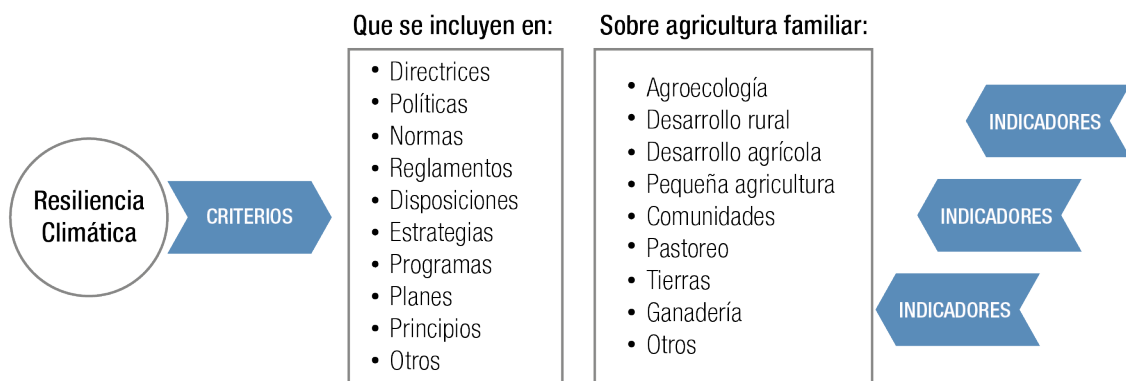 Resiliencia
Climática
CRITERIOS
Que se incluyen en:
• Directrices
• Políticas
• Normas
• Reglamentos
• Disposiciones
• Estrategias
• Programas
• Planes
• Principios
• Otros
Sobre agricultura familiar:
• Agroecología
• Desarrollo rural
• Desarrollo agrícola
• Pequeña agricultura
• Comunidades
• Pastoreo
• Tierras
• Ganadería
• Otros
INDICADORES
INDICADORES
INDICADORES